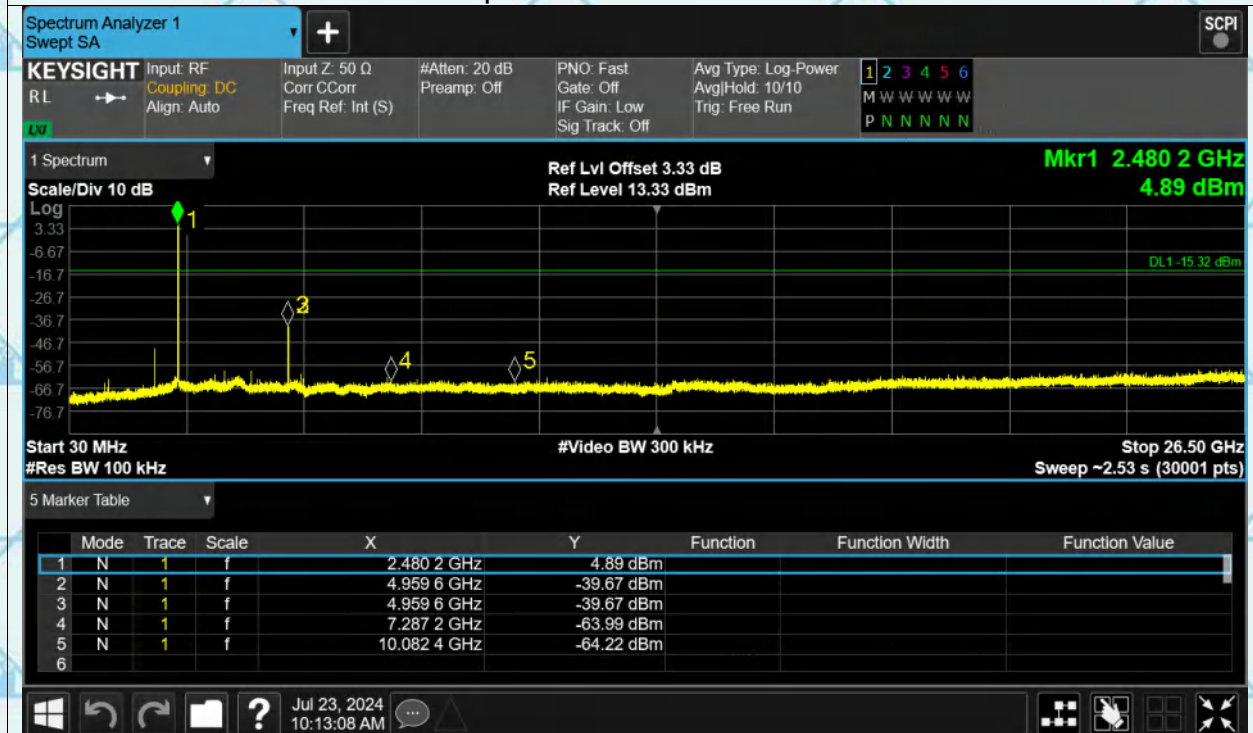 Spectrum Analyzer 1
Swept SA
+
SCPI
KEYSIGHT
RL
LXI
Input: RF
Coupling: DC
Align: Auto
Input Z: 50 Ω
Corr CCorr
Freq Ref: Int (S)
#Atten: 20 dB
Preamp: Off
PNO: Fast
Gate: Off
IF Gain: Low
Sig Track: Off
Avg Type: Log-Power
Avg|Hold: 10/10
Trig: Free Run
1 2 3 4 5 6
M W W W W W
P N N N N N
1 Spectrum
Scale/Div 10 dB
Ref Lvl Offset 3.33 dB
Ref Level 13.33 dBm
Mkr1 2.480 2 GHz
4.89 dBm
Log
3.33
-6.67
-16.7
-26.7
-36.7
-46.7
-56.7
-66.7
-76.7
1
3
4
5
DL1 -15.32 dBm
Start 30 MHz
#Video BW 300 kHz
Stop 26.50 GHz
#Res BW 100 kHz
Sweep ~2.53 s (30001 pts)
5 Marker Table
Mode Trace Scale X Y Function Function Width Function Value
1 N 1 f 2.480 2 GHz 4.89 dBm
2 N 1 f 4.959 6 GHz -39.67 dBm
3 N 1 f 4.959 6 GHz -39.67 dBm
4 N 1 f 7.287 2 GHz -63.99 dBm
5 N 1 f 10.082 4 GHz -64.22 dBm
6
?
Jul 23, 2024
10:13:08 AM